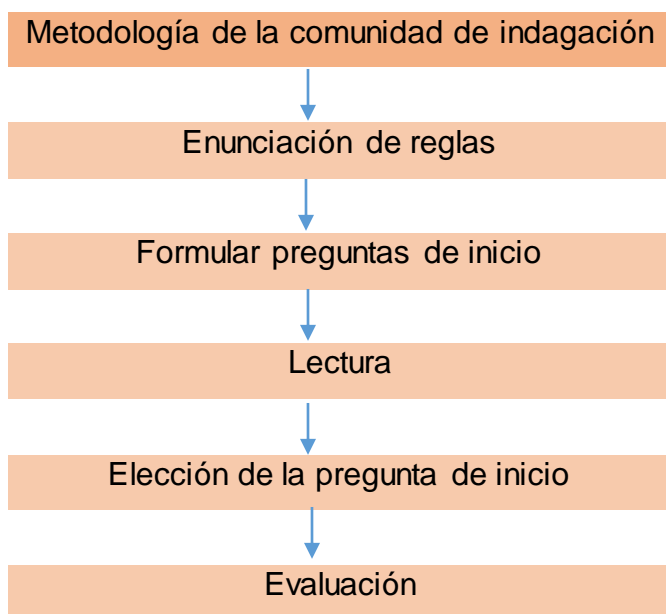 Metodología de la comunidad de indagación
Enunciación de reglas
Formular preguntas de inicio
Lectura
Elección de la pregunta de inicio
Evaluación